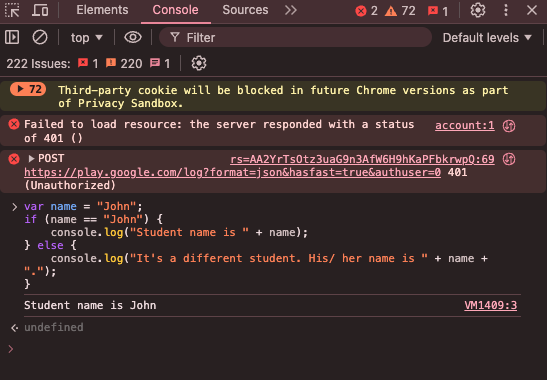 Elements Console Sources 2 72 1
top Filter Default levels
222 Issues: 1 220 1
72 Third-party cookie will be blocked in future Chrome versions as part
of Privacy Sandbox.
Failed to load resource: the server responded with a status account:1
of 401 ()
POST rs=AA2YrTsOtz3uaG9n3AfW6H9hKaPFbkrwpQ:69
https://play.google.com/log?format=json&hasfast=true&authuser=0 401
(Unauthorized)
var name = "John";
if (name == "John") {
    console.log("Student name is " + name);
} else {
    console.log("It's a different student. His/ her name is " + name +
".");
}
Student name is John VM1409:3
undefined